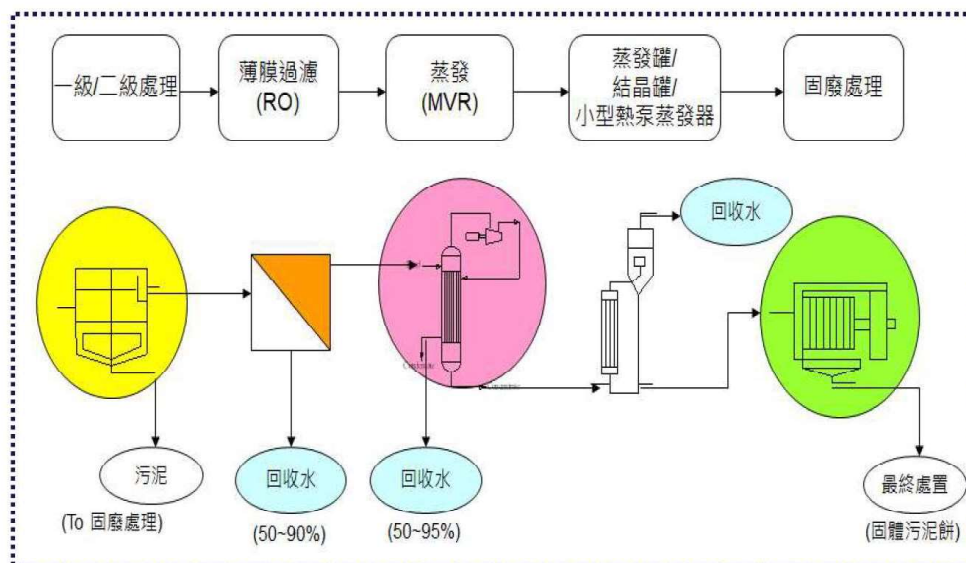 一級/二級處理
薄膜過濾
(RO)
蒸發
(MVR)
蒸發罐/
結晶罐/
小型熱泵蒸發器
固廢處理
回收水
污泥
(To 固廢處理)
回收水
(50~90%)
回收水
(50~95%)
最終處置
(固體污泥餅)